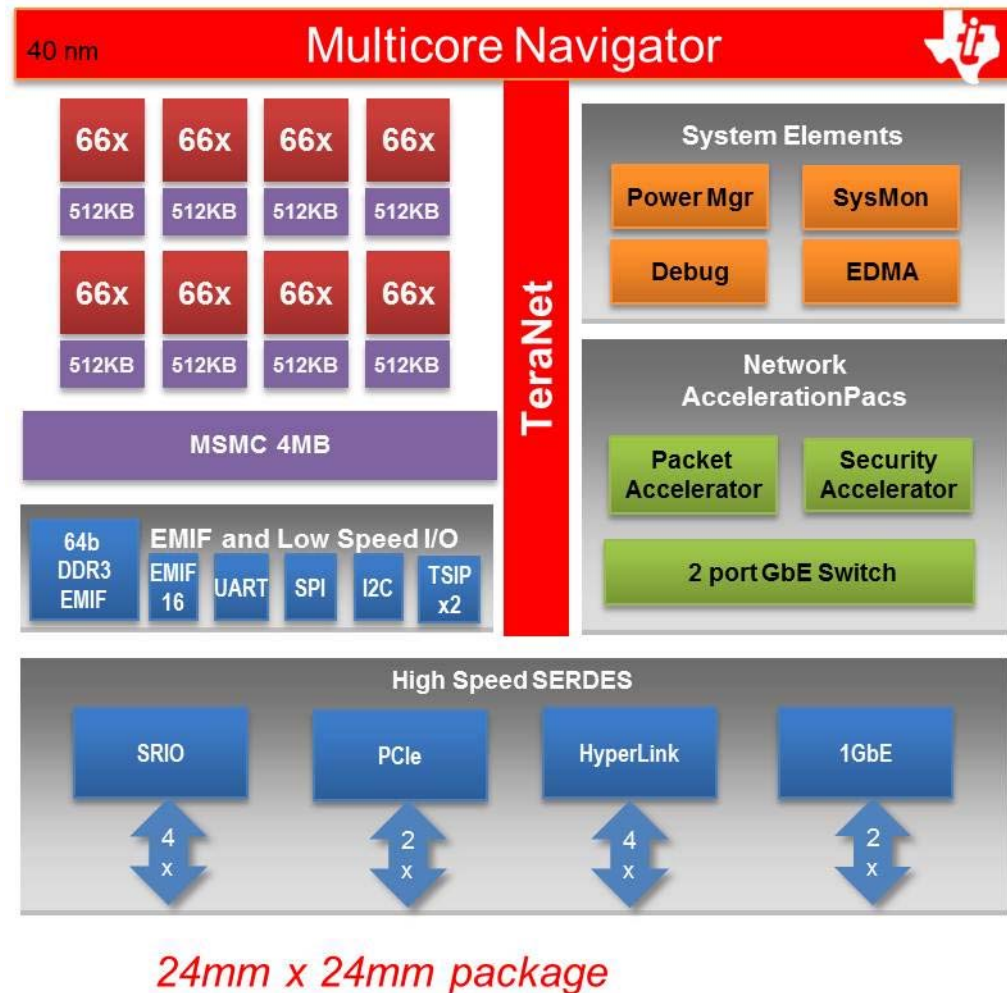 40 nm
Multicore Navigator
ti
66x 66x 66x 66x
512KB 512KB 512KB 512KB
66x 66x 66x 66x
512KB 512KB 512KB 512KB
MSMC 4MB
TeraNet
System Elements
Power Mgr
SysMon
Debug
EDMA
Network
AccelerationPacs
Packet
Accelerator
Security
Accelerator
2 port GbE Switch
EMIF and Low Speed I/O
64b
DDR3
EMIF
EMIF
16
UART
SPI
I2C
TSIP
x2
High Speed SERDES
SRIO
PCIe
HyperLink
1GbE
4
x
2
x
4
x
2
x
24mm x 24mm package